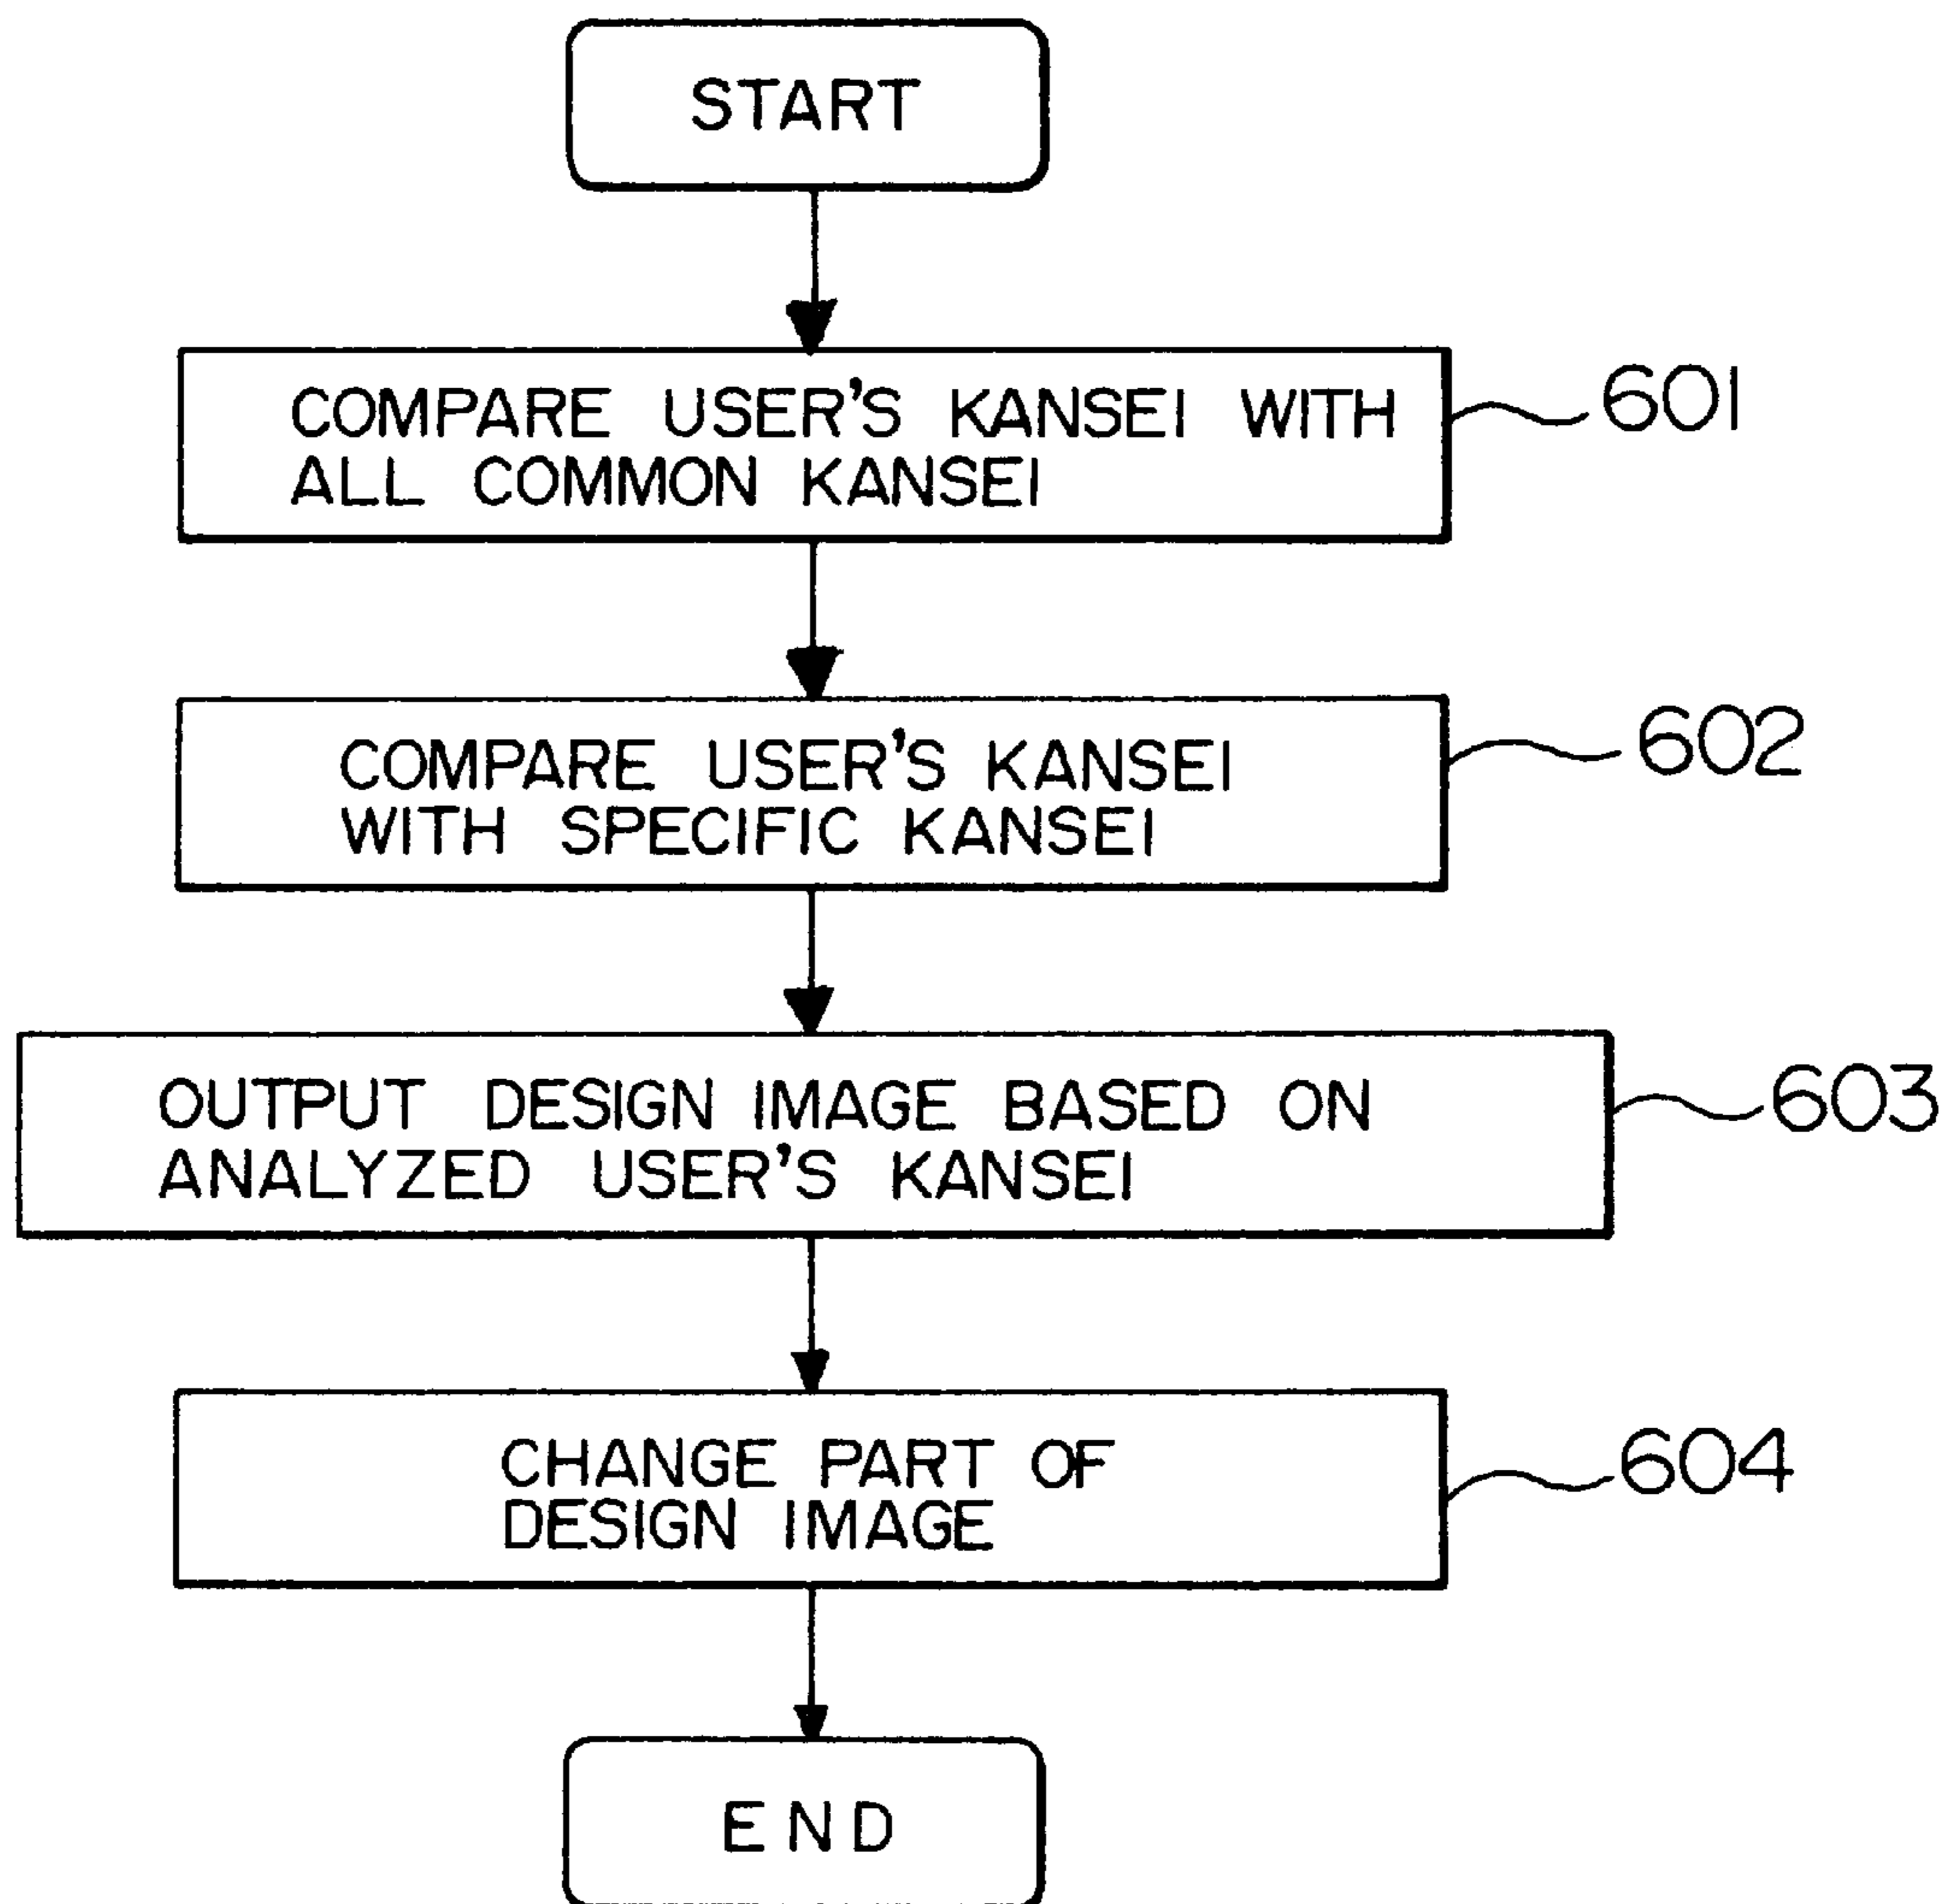 START
COMPARE USER'S KANSEI WITH
ALL COMMON KANSEI
601
COMPARE USER'S KANSEI
WITH SPECIFIC KANSEI
602
OUTPUT DESIGN IMAGE BASED ON
ANALYZED USER'S KANSEI
603
CHANGE PART OF
DESIGN IMAGE
604
END